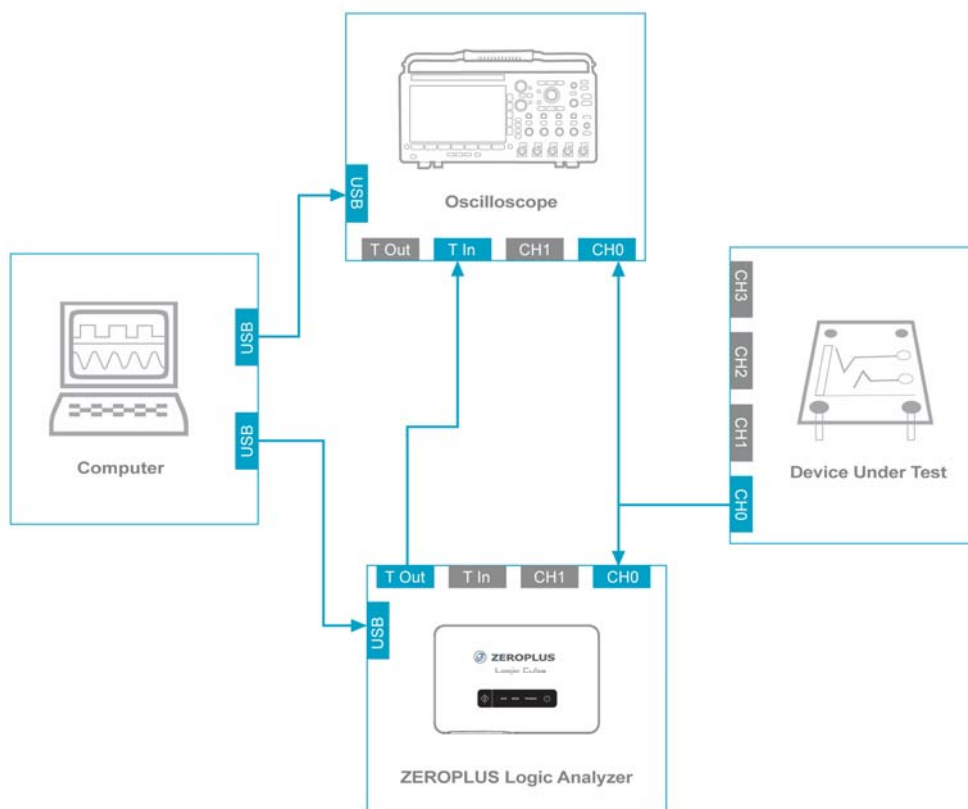 USB
Oscilloscope
T Out
T In
CH1
CH0
USB
USB
Computer
CH3
CH2
CH1
CH0
Device Under Test
T Out
T In
CH1
CH0
USB
ZEROPLUS
Logic Cube
ZEROPLUS Logic Analyzer